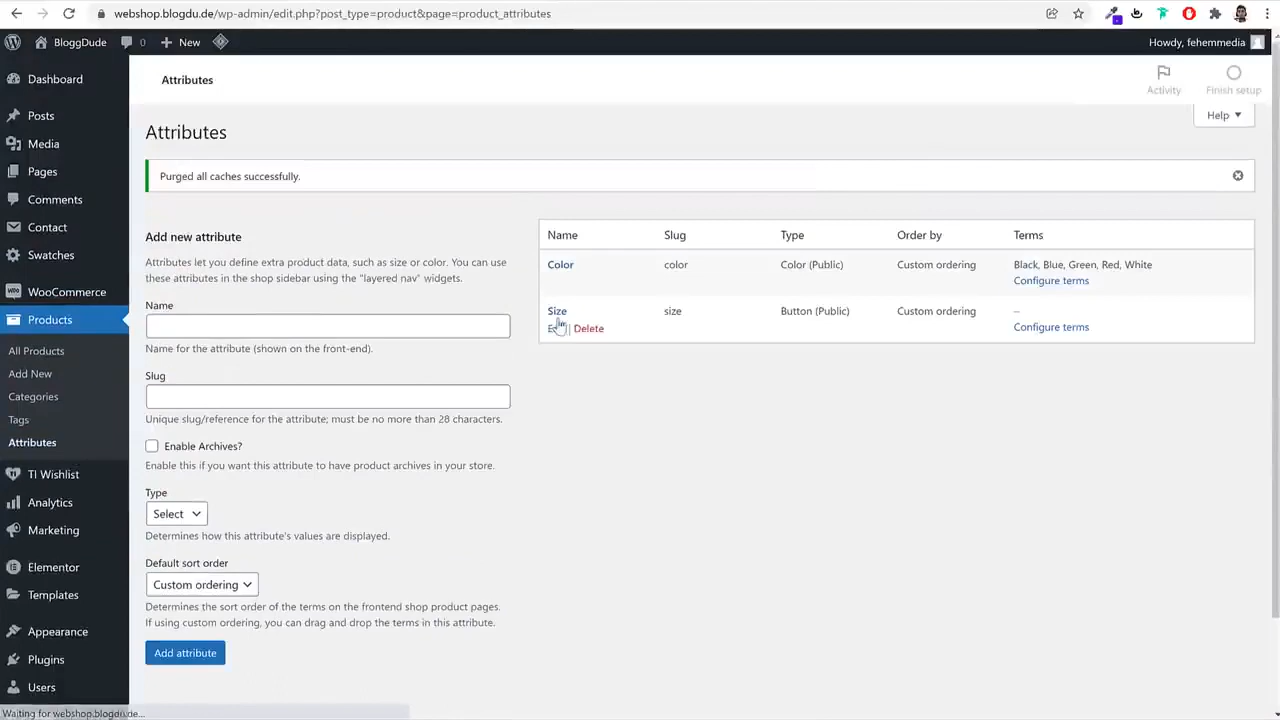 webshop.blogdu.de/wp-admin/edit.php?post_type=product&page=product_attributes
BloggDude 0 New
Howdy, fehemmedia
Dashboard
Posts
Media
Pages
Comments
Contact
Swatches
WooCommerce
Products
All Products
Add New
Categories
Tags
Attributes
TI Wishlist
Analytics
Marketing
Elementor
Templates
Appearance
Plugins
Users
Attributes
Activity
Finish setup
Help
Attributes
Purged all caches successfully.
Add new attribute
Attributes let you define extra product data, such as size or color. You can use
these attributes in the shop sidebar using the "layered nav" widgets.
Name
Name for the attribute (shown on the front-end).
Slug
Unique slug/reference for the attribute; must be no more than 28 characters.
Enable Archives?
Enable this if you want this attribute to have product archives in your store.
Type
Select
Determines how this attribute's values are displayed.
Default sort order
Custom ordering
Determines the sort order of the terms on the frontend shop product pages.
If using custom ordering, you can drag and drop the terms in this attribute.
Add attribute
Name Slug Type Order by Terms
Color color Color (Public) Custom ordering Black, Blue, Green, Red, White
Configure terms
Size size Button (Public) Custom ordering –
| Delete Configure terms
Waiting for webshop.blogdu.de...